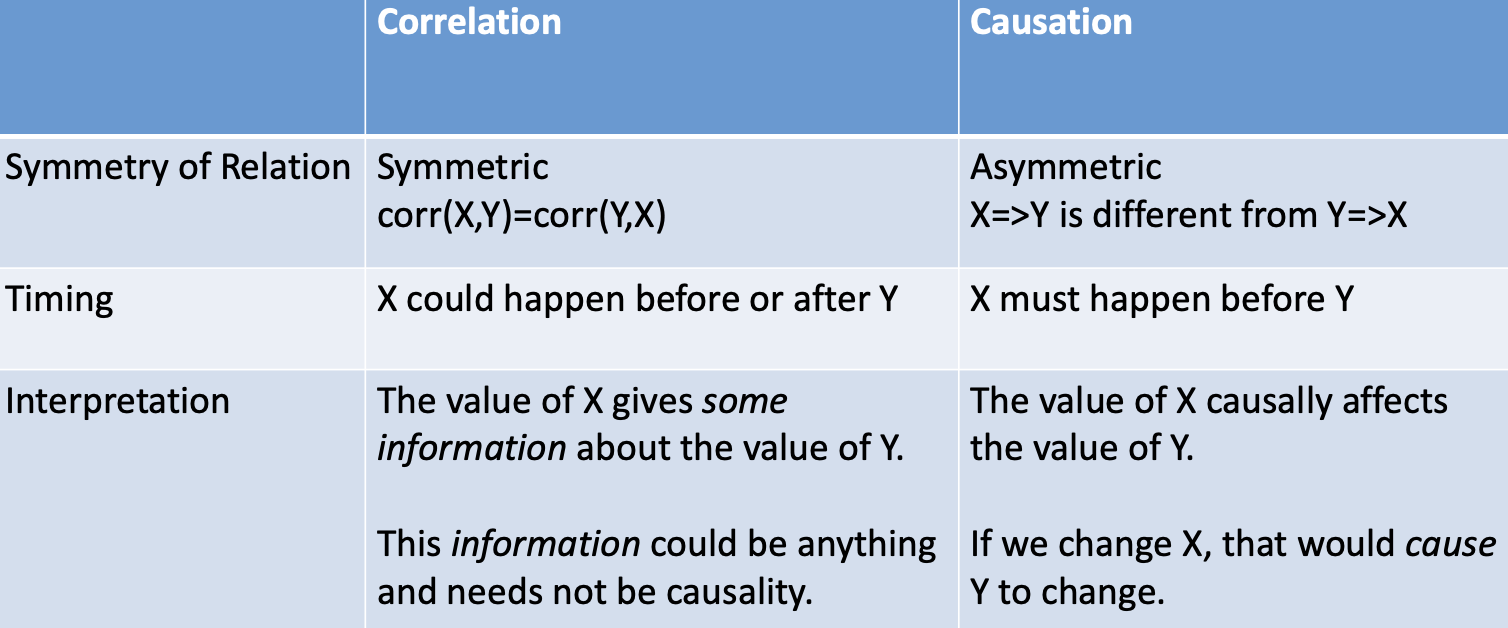 Correlation
Causation
Symmetry of Relation
Symmetric
corr(X,Y)=corr(Y,X)
Asymmetric
X=>Y is different from Y=>X
Timing
X could happen before or after Y
X must happen before Y
Interpretation
The value of X gives some
information about the value of Y.
This information could be anything
and needs not be causality.
The value of X causally affects
the value of Y.
If we change X, that would cause
Y to change.